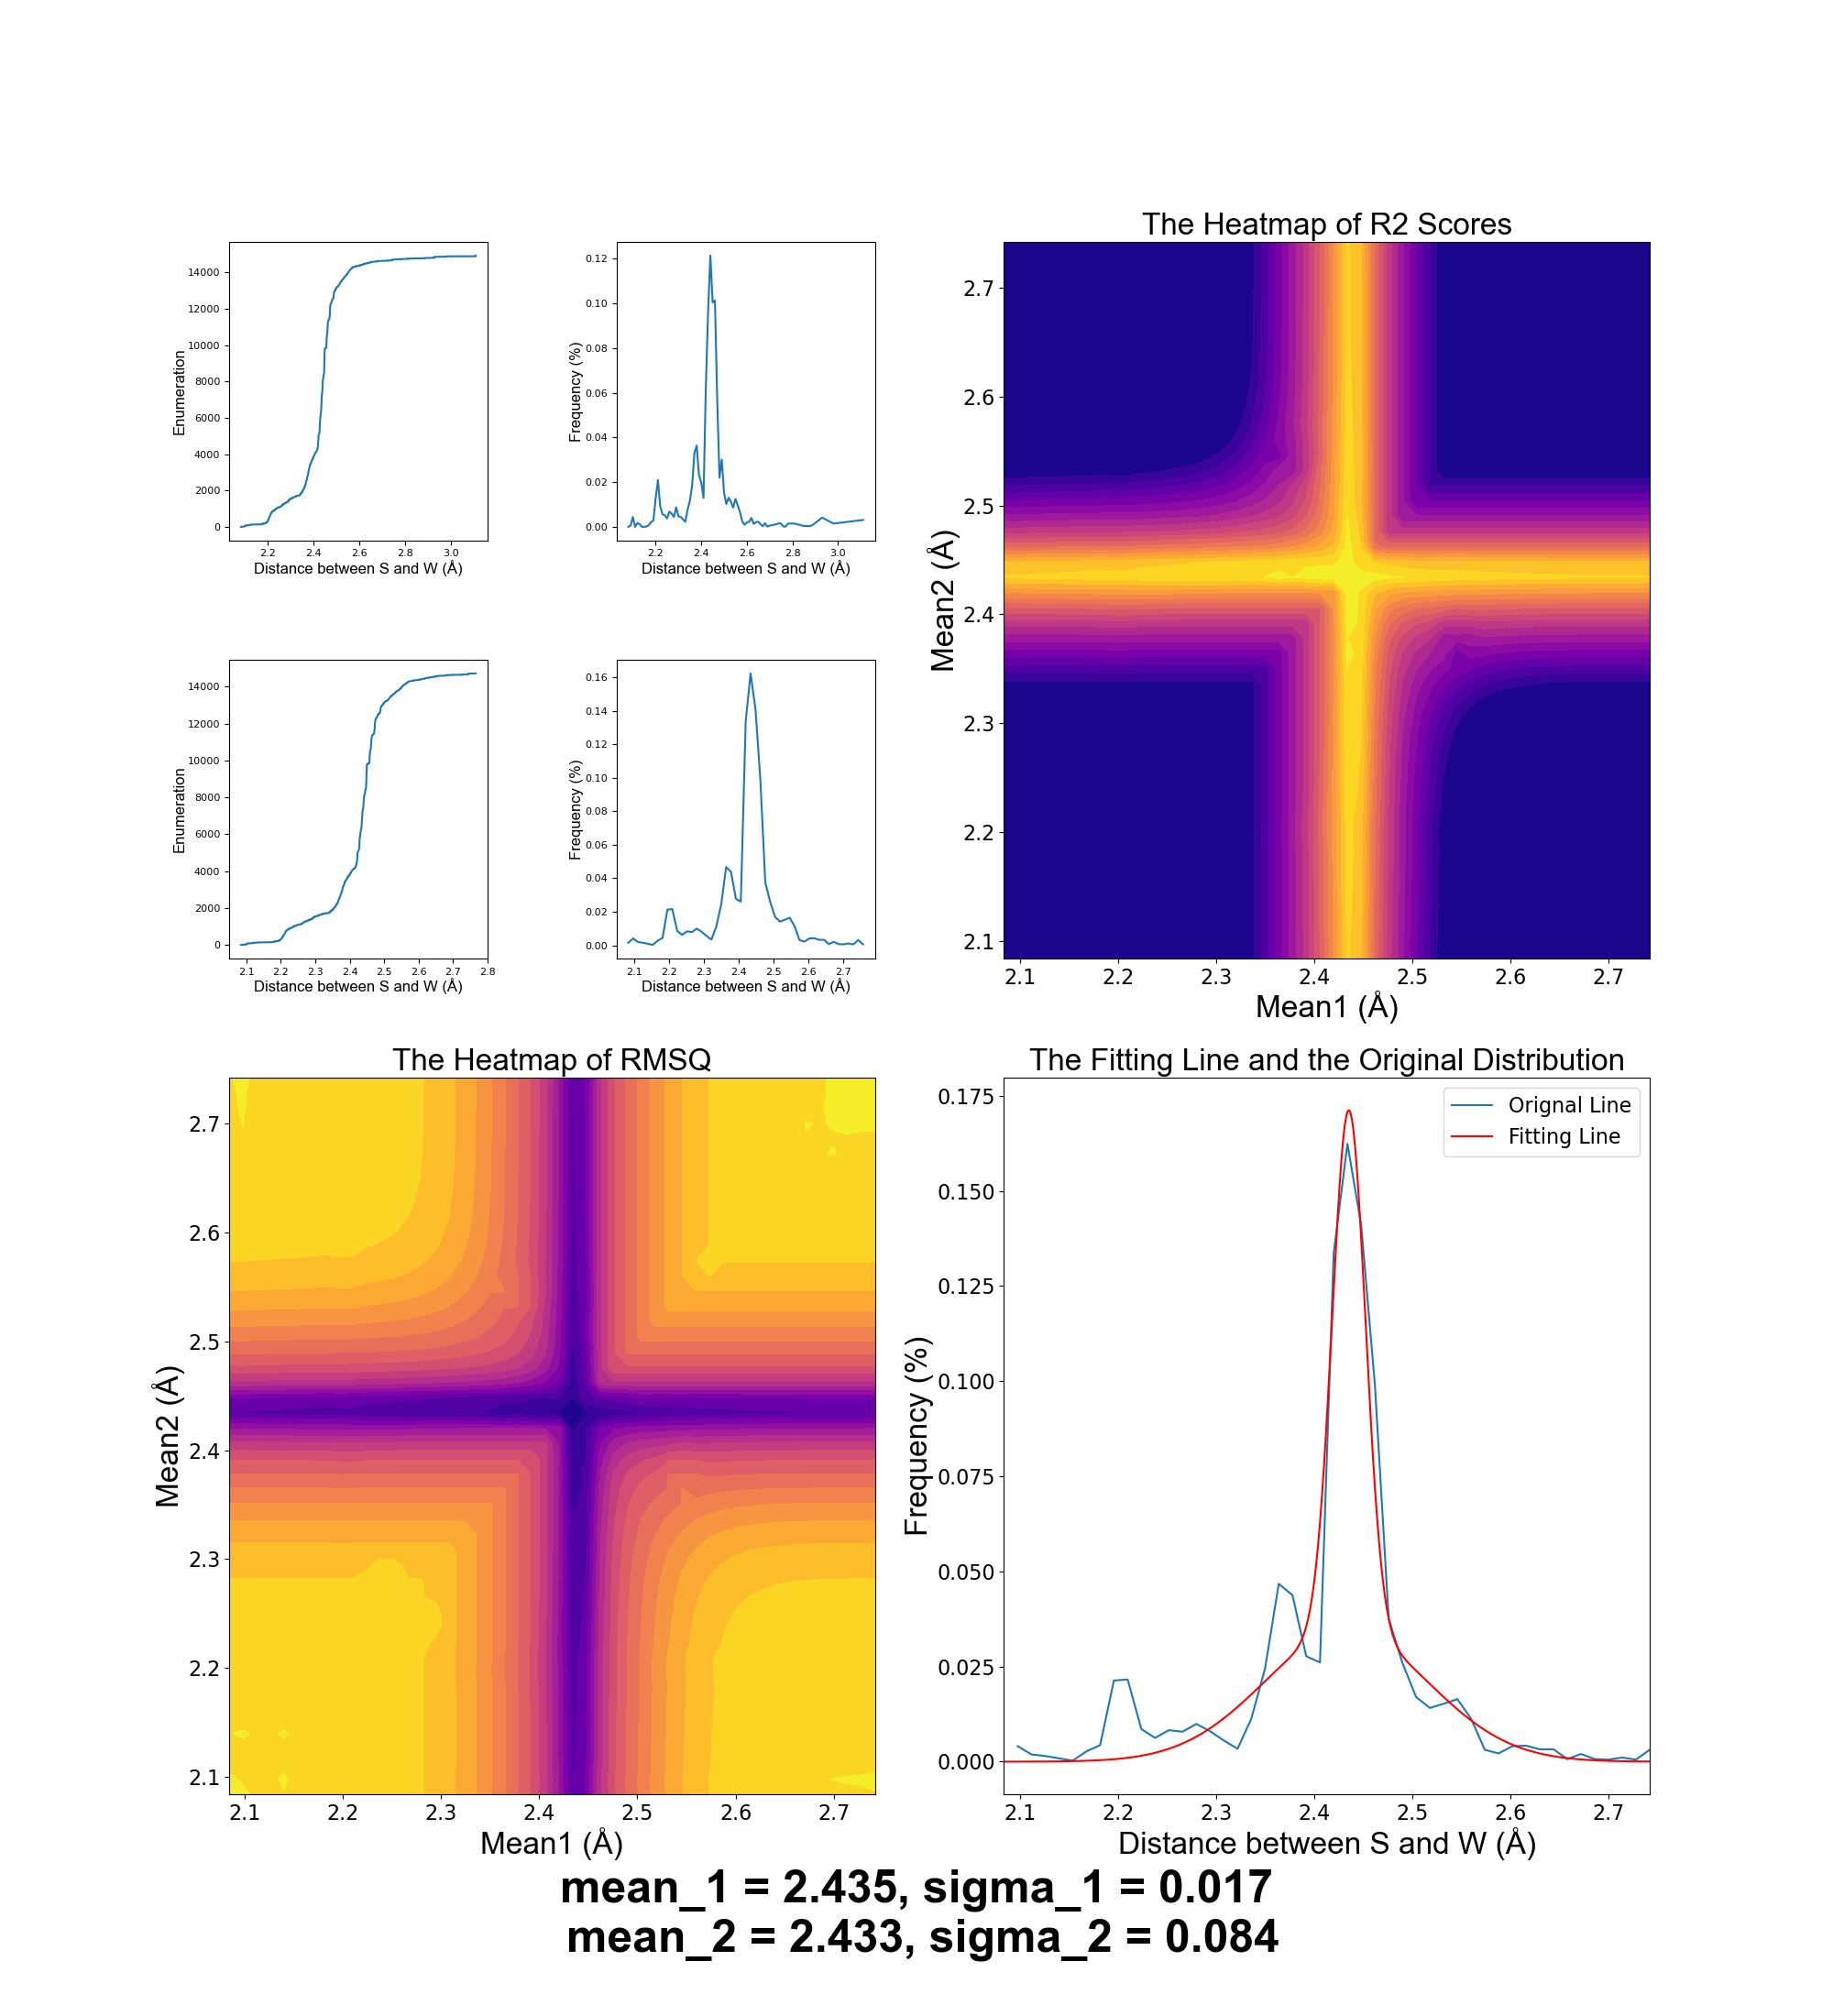 14000
12000
10000
8000
6000
4000
2000
0
Enumeration
2.2 2.4 2.6 2.8 3.0
Distance between S and W (Å)
0.12
0.10
0.08
0.06
0.04
0.02
0.00
Frequency (%)
2.2 2.4 2.6 2.8 3.0
Distance between S and W (Å)
The Heatmap of R2 Scores
2.7
2.6
2.5
2.4
2.3
2.2
2.1
Mean2 (Å)
2.1 2.2 2.3 2.4 2.5 2.6 2.7
Mean1 (Å)
14000
12000
10000
8000
6000
4000
2000
0
Enumeration
2.1 2.2 2.3 2.4 2.5 2.6 2.7 2.8
Distance between S and W (Å)
0.16
0.14
0.12
0.10
0.08
0.06
0.04
0.02
0.00
Frequency (%)
2.1 2.2 2.3 2.4 2.5 2.6 2.7
Distance between S and W (Å)
The Heatmap of RMSQ
2.7
2.6
2.5
2.4
2.3
2.2
2.1
Mean2 (Å)
2.1 2.2 2.3 2.4 2.5 2.6 2.7
Mean1 (Å)
The Fitting Line and the Original Distribution
Orignal Line
Fitting Line
0.175
0.150
0.125
0.100
0.075
0.050
0.025
0.000
Frequency (%)
2.1 2.2 2.3 2.4 2.5 2.6 2.7
Distance between S and W (Å)
mean_1 = 2.435, sigma_1 = 0.017
mean_2 = 2.433, sigma_2 = 0.084